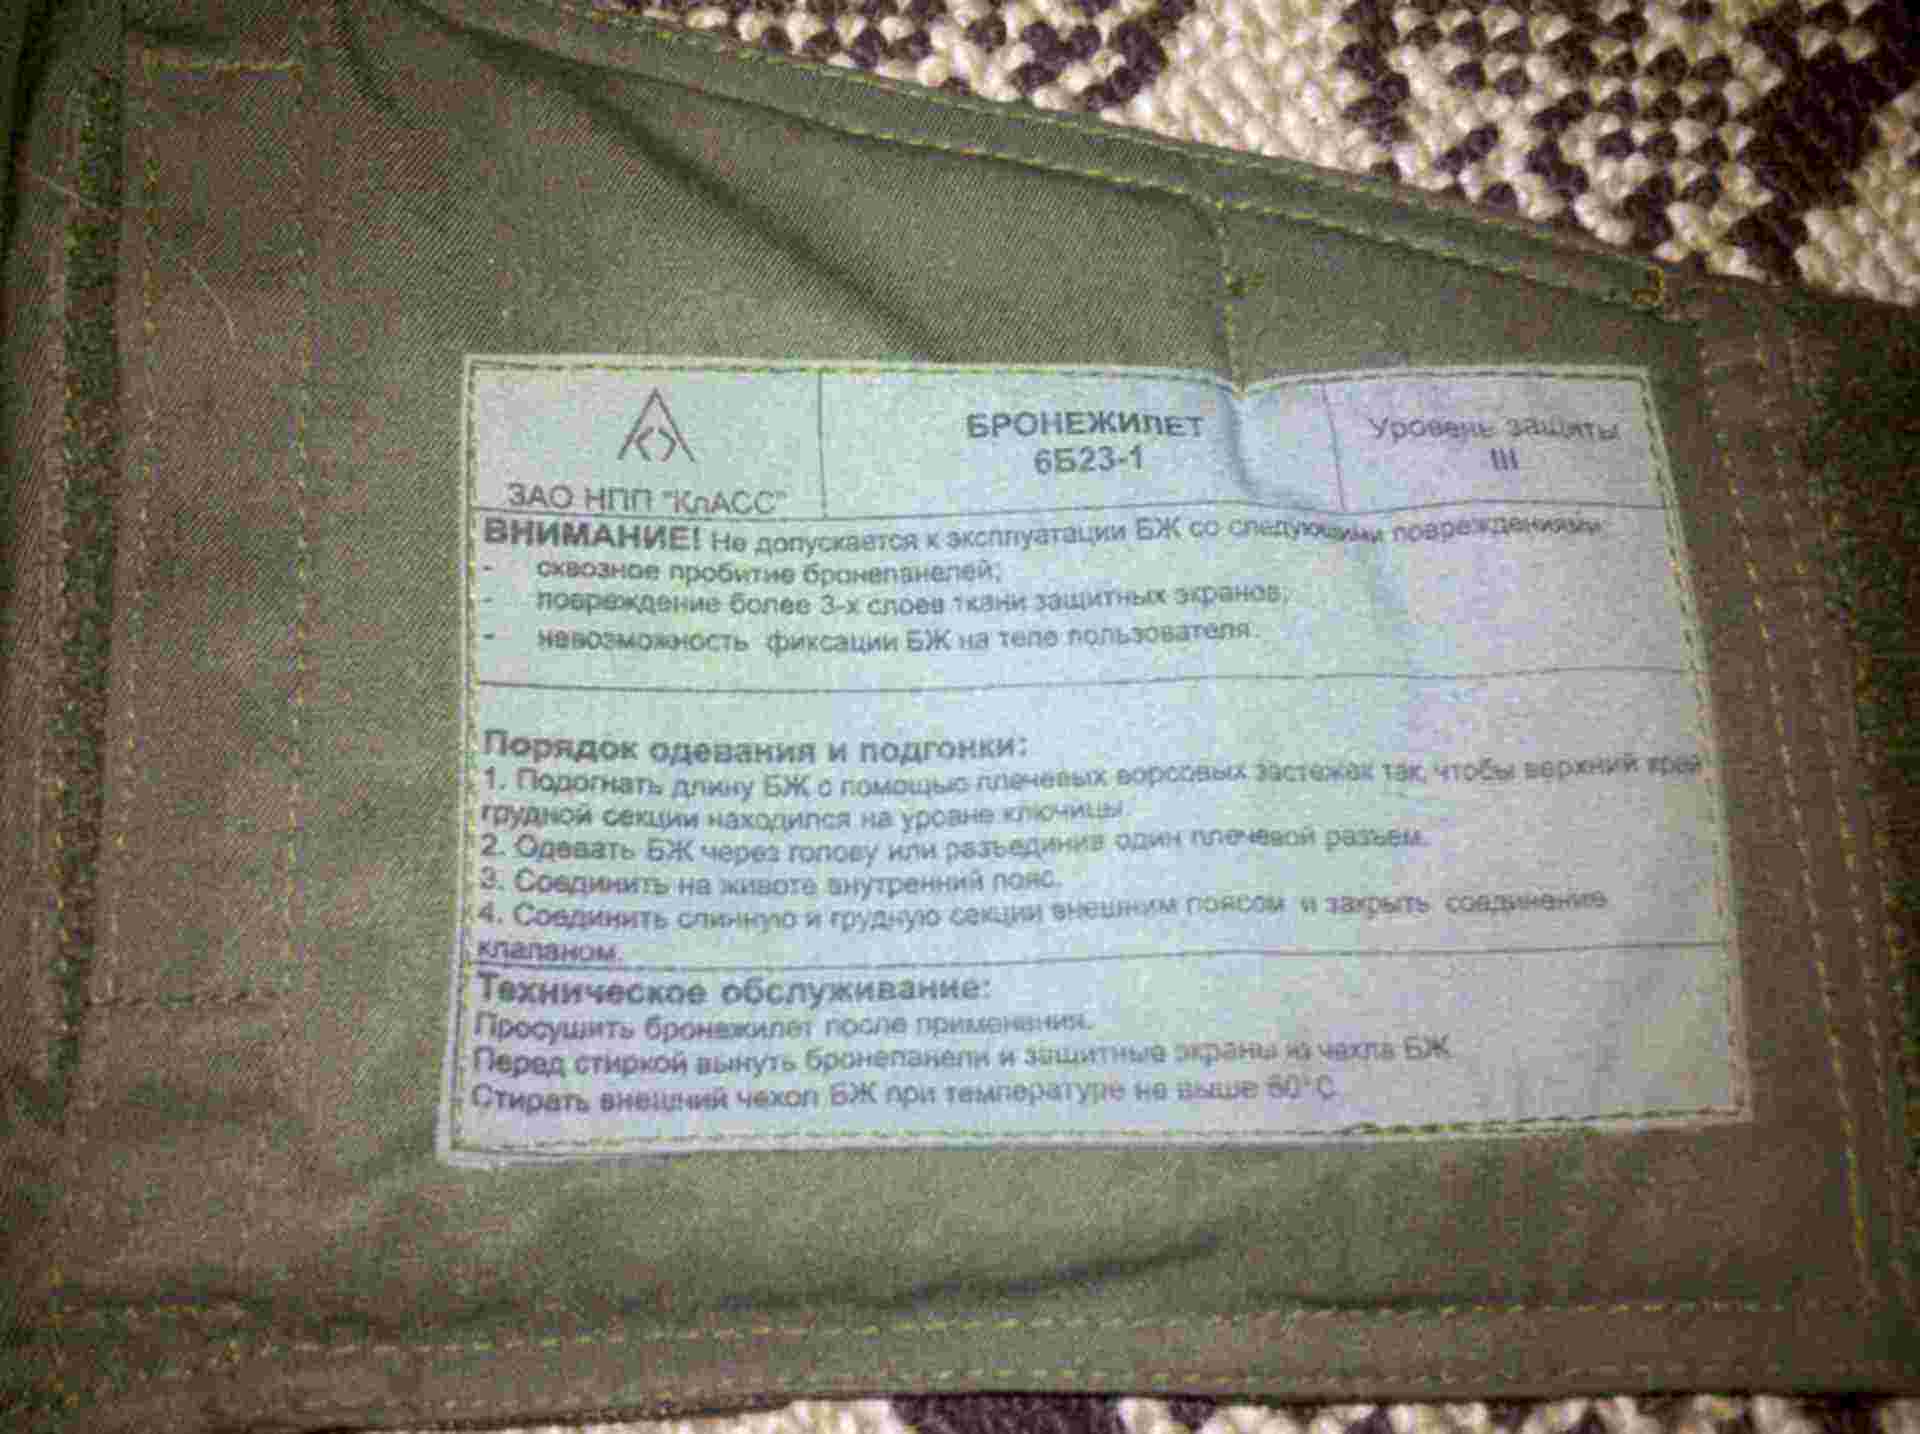 ЗАО НПП "КлАСС"
БРОНЕЖИЛЕТ
6Б23-1
Уровень защиты
III
ВНИМАНИЕ! Не допускается к эксплуатации БЖ со следующими повреждениями:
- сквозное пробитие бронепанелей;
- повреждение более 3-х слоев ткани защитных экранов;
- невозможность фиксации БЖ на теле пользователя.
Порядок одевания и подгонки:
1. Подогнать длину БЖ с помощью плечевых ворсовых застежек так, чтобы верхний край
грудной секции находился на уровне ключицы.
2. Одевать БЖ через голову или разъединив один плечевой разъем.
3. Соединить на животе внутренний пояс.
4. Соединить спинную и грудную секции внешним поясом и закрыть соединение
клапаном.
Техническое обслуживание:
Просушить бронежилет после применения.
Перед стиркой вынуть бронепанели и защитные экраны из чехла БЖ
Стирать внешний чехол БЖ при температуре не выше 60°С